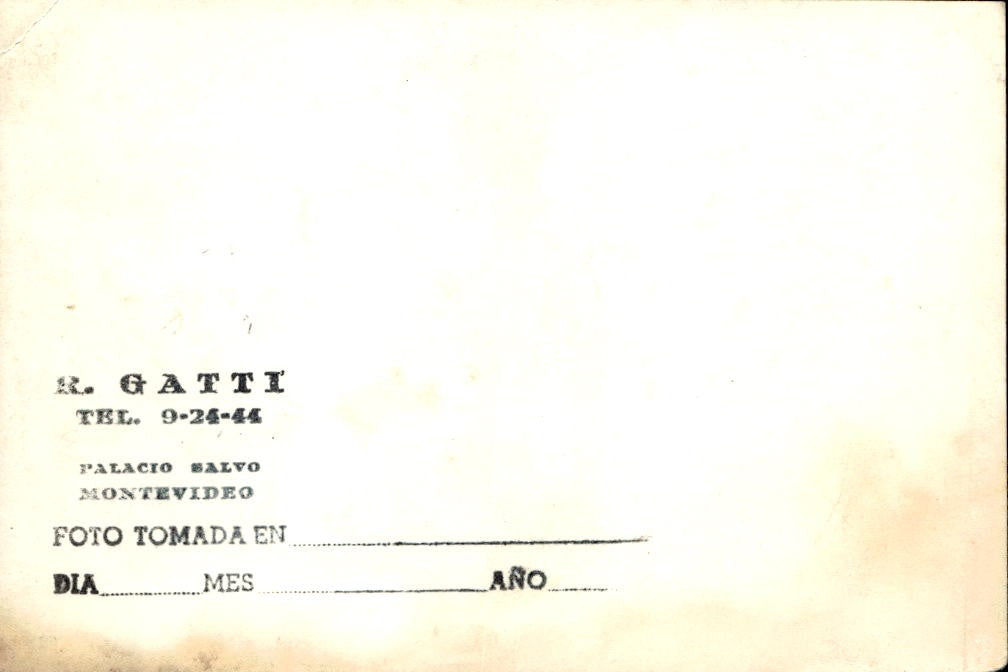 R. GATTI
TEL. 9-24-44
PALACIO SALVO
MONTEVIDEO
FOTO TOMADA EN
DIA MES AÑO